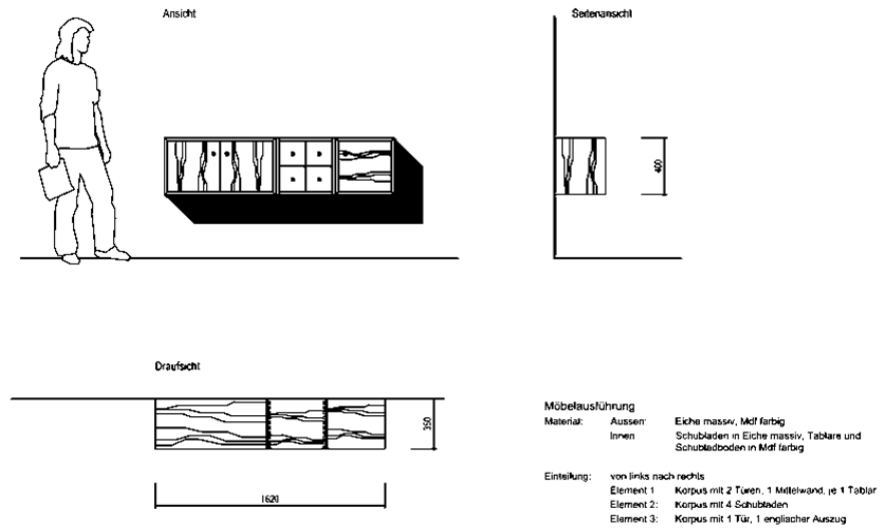 Ansicht
Seitenansicht
400
Draufsicht
350
1620
Möbelausführung
Material: Aussen: Eiche massiv, Mdf farbig
Innen Schubladen in Eiche massiv, Tablare und
Schubladboden in Mdf farbig
Einteilung: von links nach rechts
Element 1 Korpus mit 2 Türen, 1 Mittelwand, je 1 Tablar
Element 2: Korpus mit 4 Schubladen
Element 3: Korpus mit 1 Tür, 1 englischer Auszug